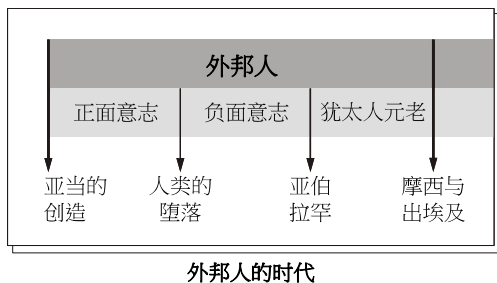 外邦人
正面意志 负面意志 犹太人元老
亚当的 人类的 亚伯 摩西与
创造 堕落 拉罕 出埃及
外邦人的时代